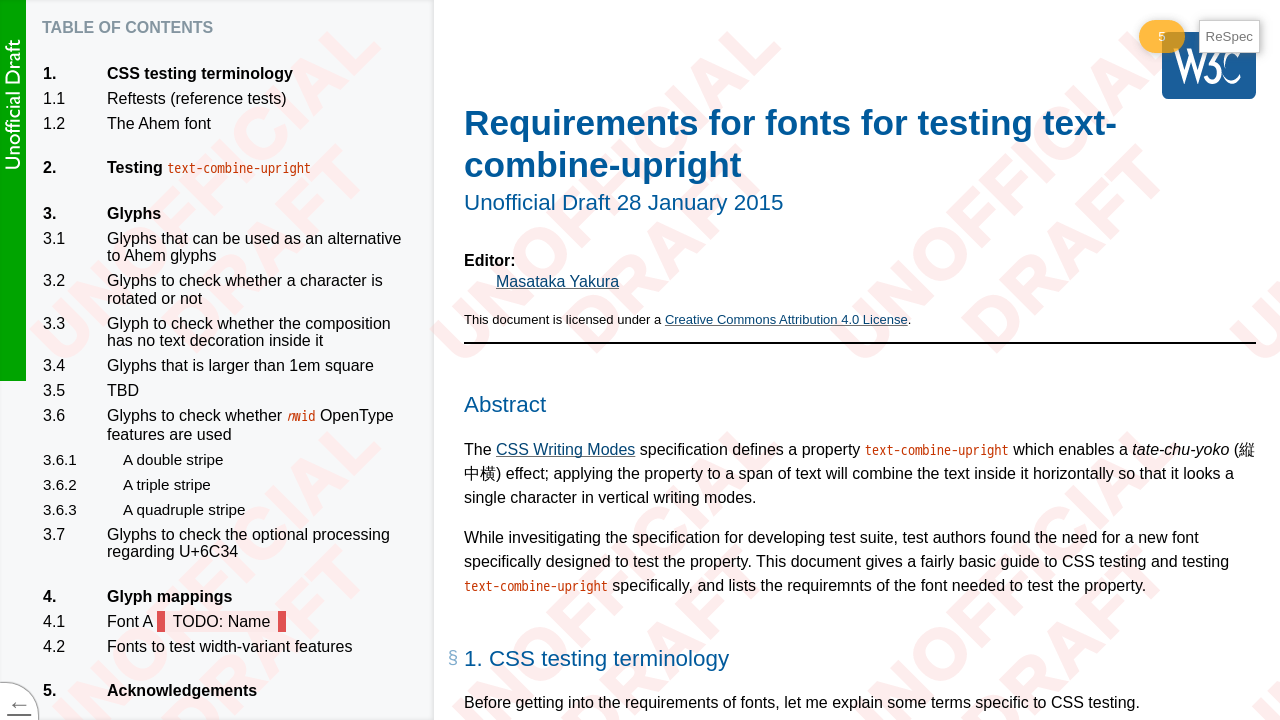 Unofficial Draft
TABLE OF CONTENTS
1. CSS testing terminology
1.1 Reftests (reference tests)
1.2 The Ahem font
2. Testing text-combine-upright
3. Glyphs
3.1 Glyphs that can be used as an alternative
to Ahem glyphs
3.2 Glyphs to check whether a character is
rotated or not
3.3 Glyph to check whether the composition
has no text decoration inside it
3.4 Glyphs that is larger than 1em square
3.5 TBD
3.6 Glyphs to check whether nwid OpenType
features are used
3.6.1 A double stripe
3.6.2 A triple stripe
3.6.3 A quadruple stripe
3.7 Glyphs to check the optional processing
regarding U+6C34
4. Glyph mappings
4.1 Font A TODO: Name
4.2 Fonts to test width-variant features
5. Acknowledgements
←
5 ReSpec
W3C
Requirements for fonts for testing text-
combine-upright
Unofficial Draft 28 January 2015
Editor:
Masataka Yakura
This document is licensed under a Creative Commons Attribution 4.0 License.
Abstract
The CSS Writing Modes specification defines a property text-combine-upright which enables a tate-chu-yoko (縦
中横) effect; applying the property to a span of text will combine the text inside it horizontally so that it looks a
single character in vertical writing modes.
While invesitigating the specification for developing test suite, test authors found the need for a new font
specifically designed to test the property. This document gives a fairly basic guide to CSS testing and testing
text-combine-upright specifically, and lists the requiremnts of the font needed to test the property.
§ 1. CSS testing terminology
Before getting into the requirements of fonts, let me explain some terms specific to CSS testing.
UNOFFICIAL
DRAFT
UNOFFICIAL
DRAFT
UNOFFICIAL
DRAFT
UNOFFICIAL
DRAFT
UNOFFICIAL
DRAFT
UNOFFICIAL
DRAFT